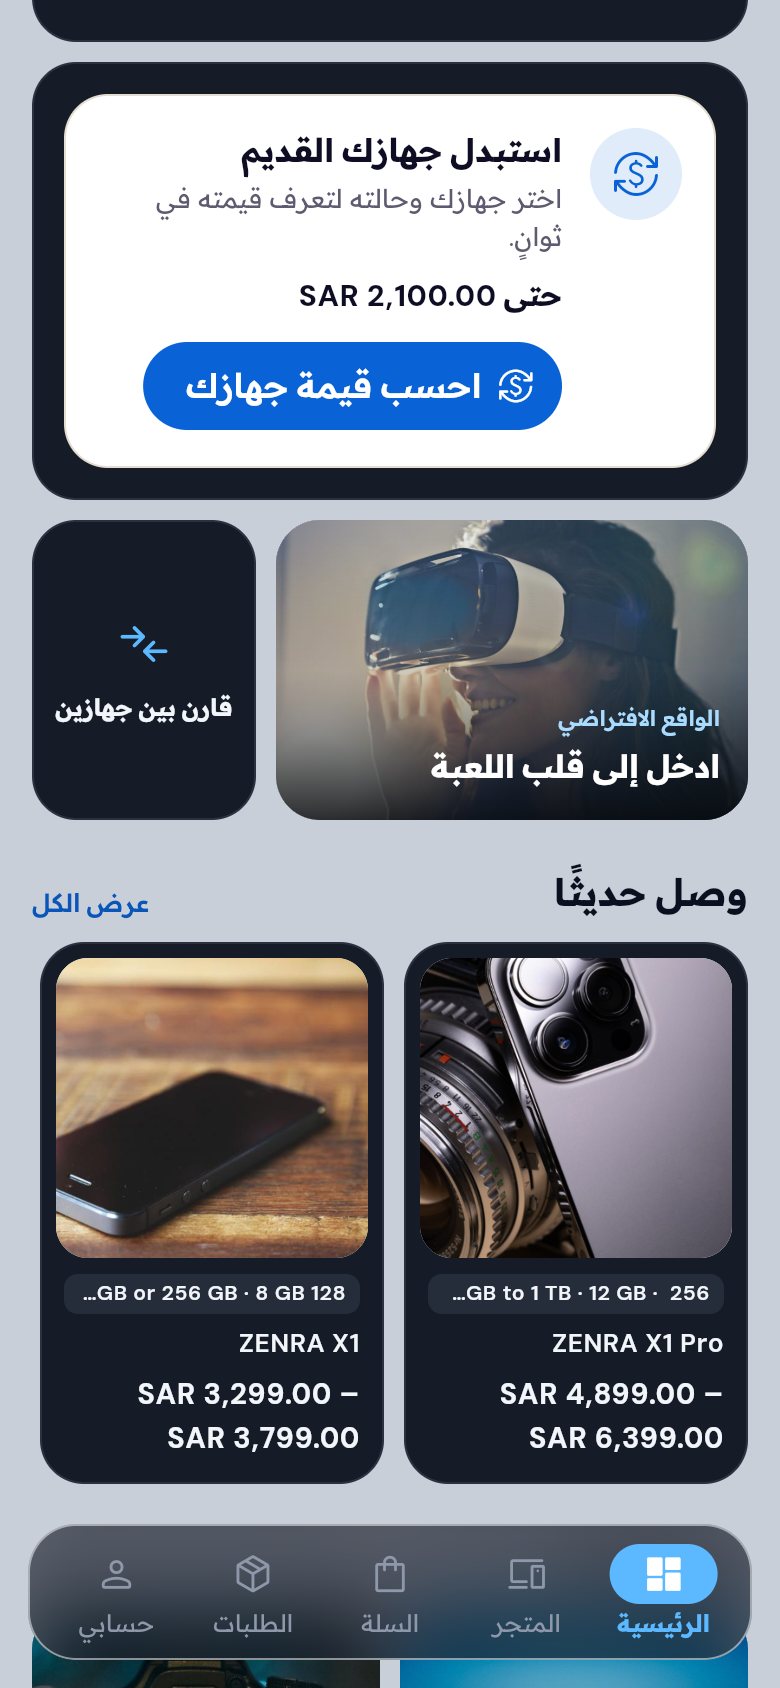 استبدل جهازك القديم
اختر جهازك وحالته لتعرف قيمته في
ثوانٍ.
حتى SAR 2,100.00
احسب قيمة جهازك
الواقع الافتراضي
ادخل إلى قلب اللعبة
قارن بين جهازين
وصل حديثًا
عرض الكل
256 GB to 1 TB · 12 GB · ...
ZENRA X1 Pro
SAR 4,899.00 –
SAR 6,399.00
128 GB or 256 GB · 8 GB...
ZENRA X1
SAR 3,299.00 –
SAR 3,799.00
الرئيسية
المتجر
السلة
الطلبات
حسابي